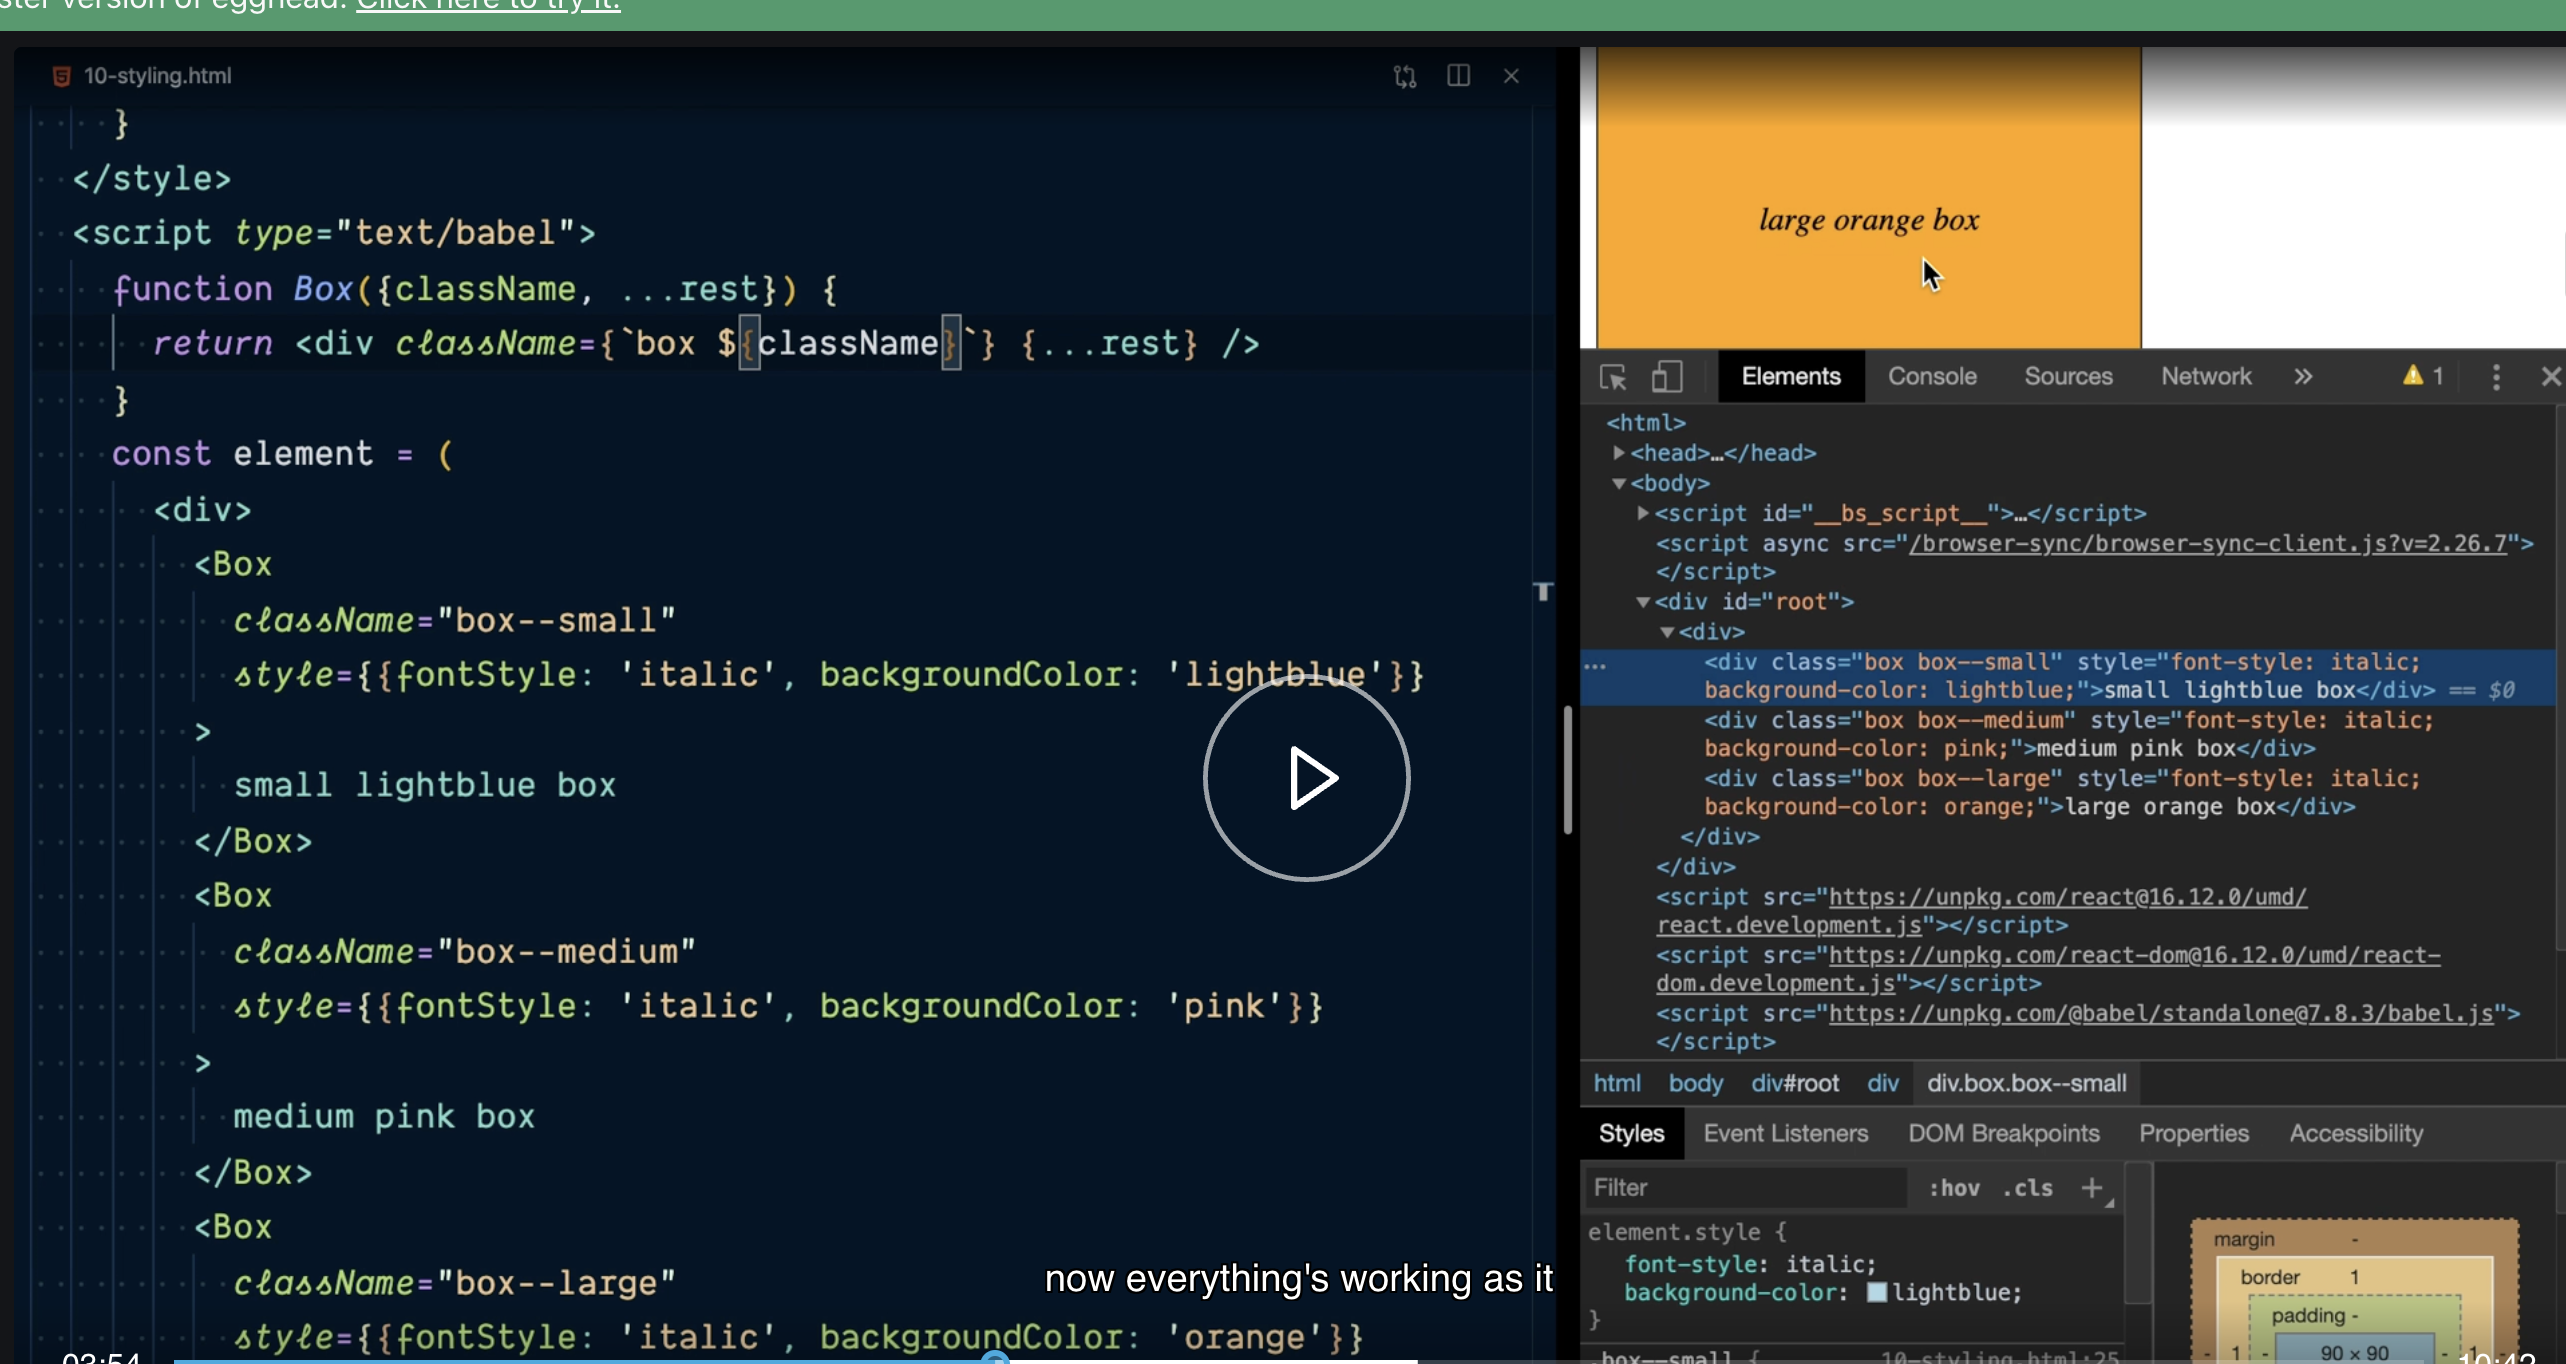 ster version of egghead. Click here to try it!
10-styling.html
}
</style>
<script type="text/babel">
function Box({className, ...rest}) {
return <div className={`box ${className}`} {...rest} />
}
const element = (
<div>
<Box
className="box--small"
style={{fontStyle: 'italic', backgroundColor: 'lightblue'}}
>
small lightblue box
</Box>
<Box
className="box--medium"
style={{fontStyle: 'italic', backgroundColor: 'pink'}}
>
medium pink box
</Box>
<Box
className="box--large"
style={{fontStyle: 'italic', backgroundColor: 'orange'}}
now everything's working as it
03:54
T
large orange box
Elements Console Sources Network » 1
<html>
<head>…</head>
<body>
<script id="__bs_script__">…</script>
<script async src="/browser-sync/browser-sync-client.js?v=2.26.7">
</script>
<div id="root">
<div>
<div class="box box--small" style="font-style: italic;
background-color: lightblue;">small lightblue box</div> == $0
<div class="box box--medium" style="font-style: italic;
background-color: pink;">medium pink box</div>
<div class="box box--large" style="font-style: italic;
background-color: orange;">large orange box</div>
</div>
</div>
<script src="https://unpkg.com/react@16.12.0/umd/
react.development.js"></script>
<script src="https://unpkg.com/react-dom@16.12.0/umd/react-
dom.development.js"></script>
<script src="https://unpkg.com/@babel/standalone@7.8.3/babel.js">
</script>
html body div#root div div.box.box--small
Styles Event Listeners DOM Breakpoints Properties Accessibility
Filter :hov .cls +
element.style {
font-style: italic;
background-color: lightblue;
}
.box--small { 10-styling.html:25
margin -
border 1
padding -
1 - 90 × 90 - 1 -
10:42